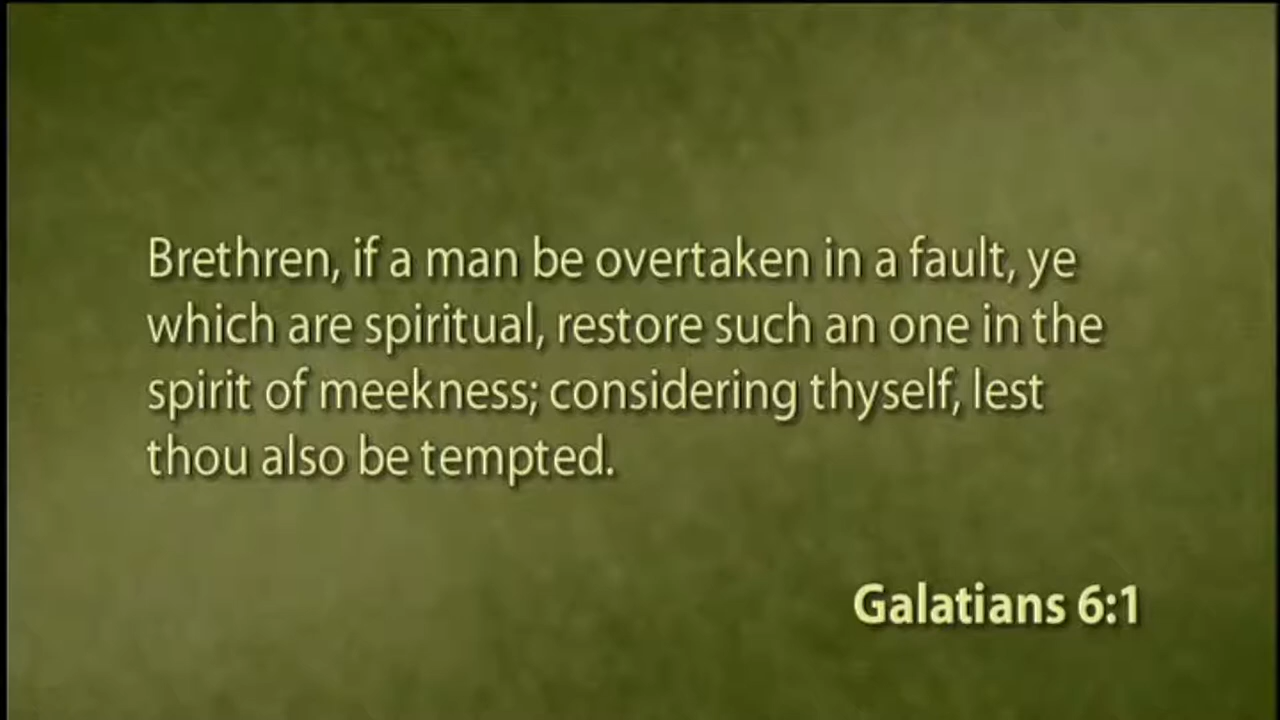 Brethren, if a man be overtaken in a fault, ye
which are spiritual, restore such an one in the
spirit of meekness; considering thyself, lest
thou also be tempted.
Galatians 6:1